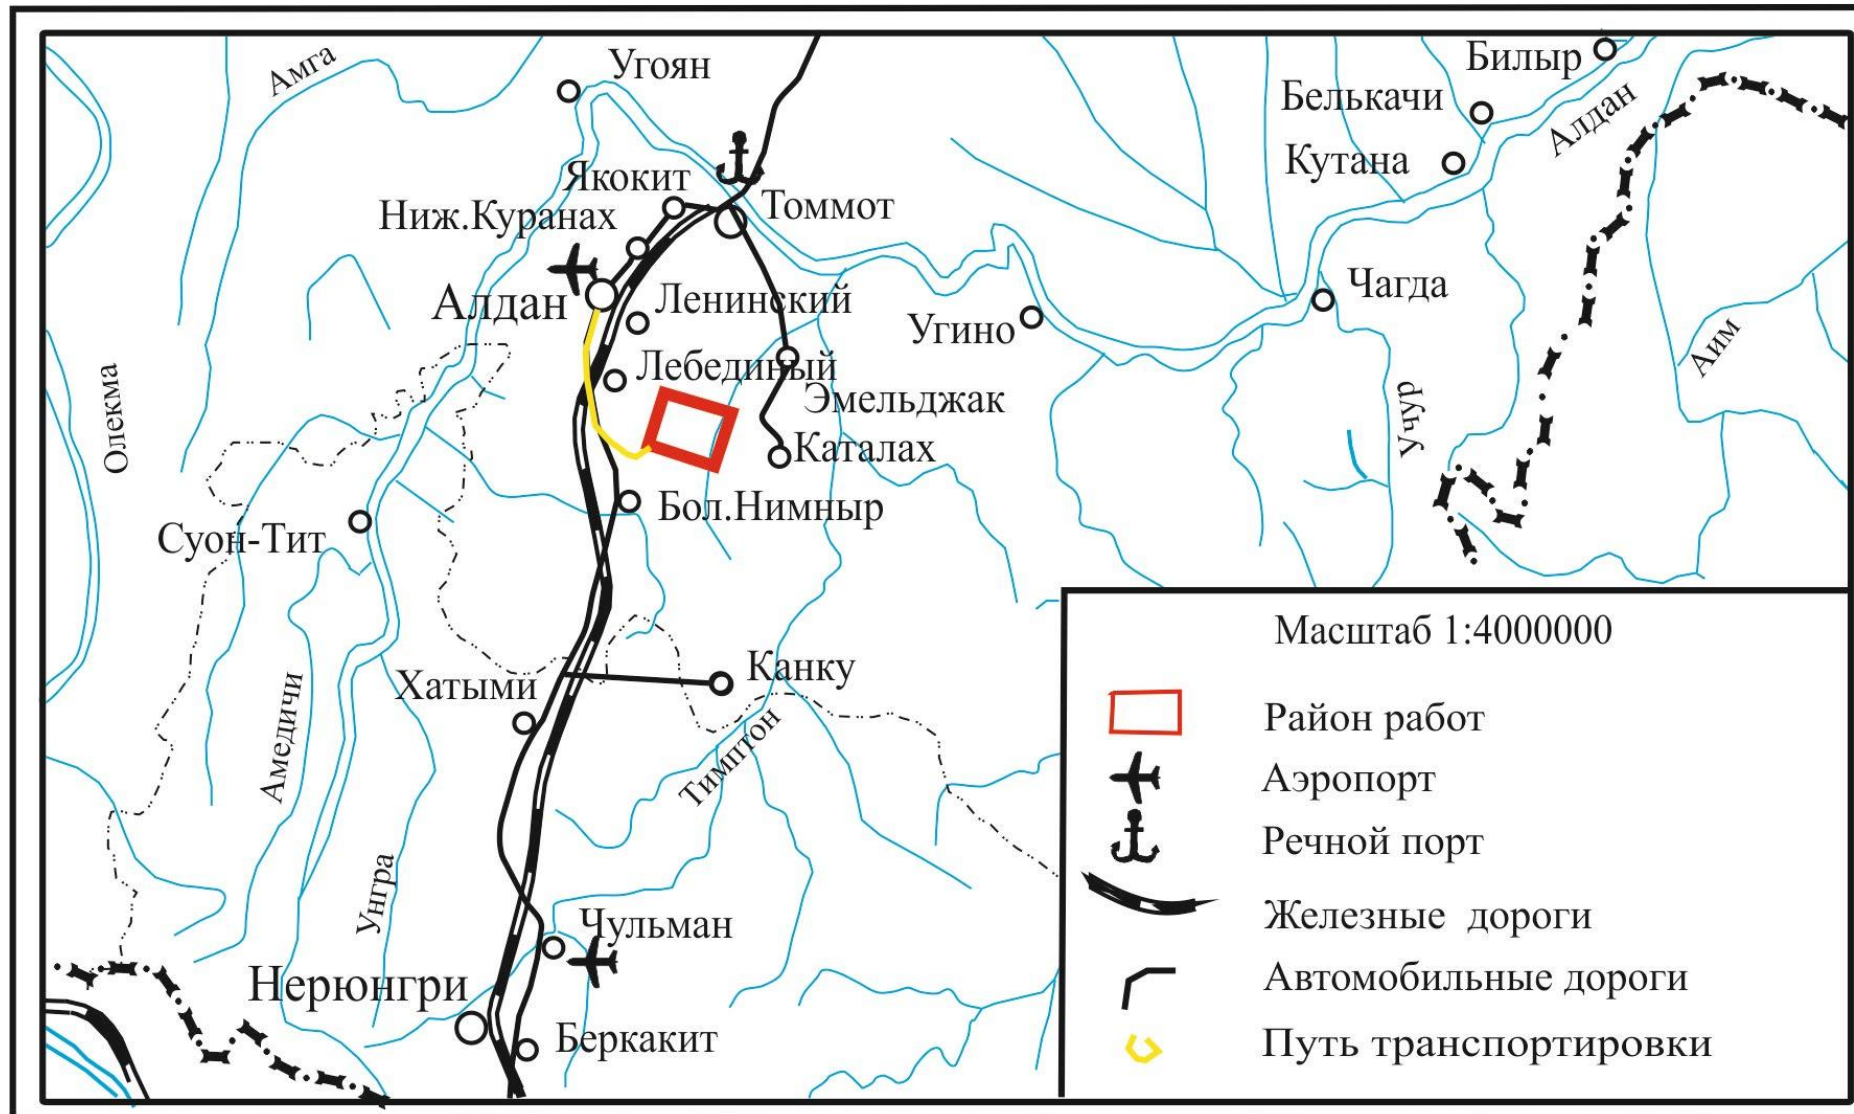 Амга
Угоян
Билыр
Белькачи
Алдан
Кутана
Якокит
Томмот
Ниж.Куранах
Алдан
Ленинский
Чагда
Угино
Лебединый
Аим
Олекма
Эмельджак
Учур
Каталах
Бол.Нимныр
Суон-Тит
Канку
Хатыми
Амедичи
Тимптон
Унгра
Чульман
Нерюнгри
Беркакит
Масштаб 1:4000000
Район работ
Аэропорт
Речной порт
Железные дороги
Автомобильные дороги
Путь транспортировки